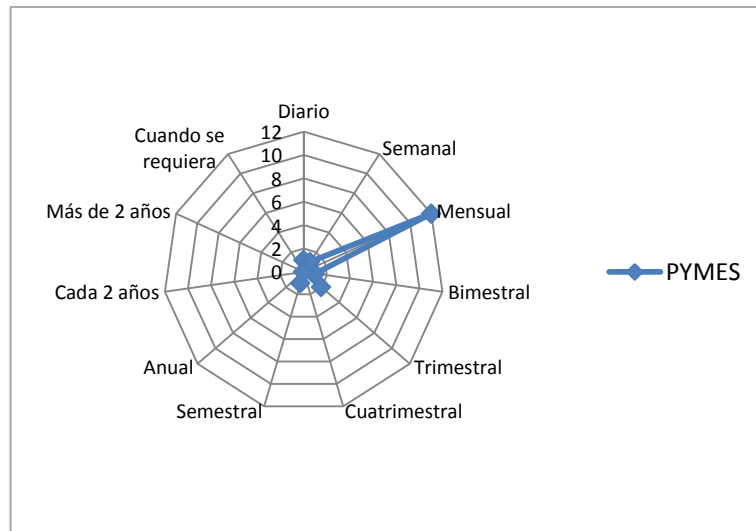 Diario
Cuando se
requiera
12
Semanal
10
8
Más de 2 años
Mensual
6
4
2
0
PYMES
Cada 2 años
Bimestral
Anual
Trimestral
Semestral
Cuatrimestral